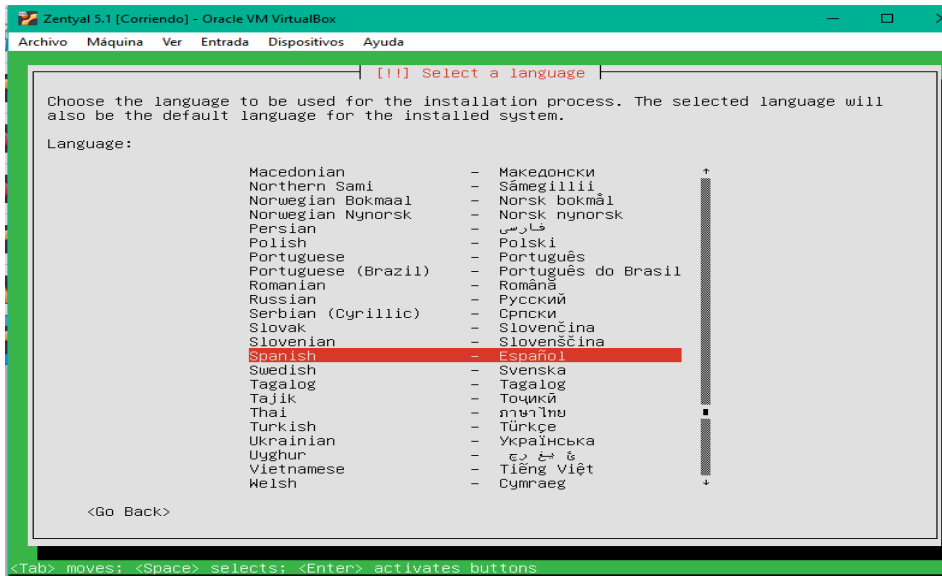 Zentyal 5.1 [Corriendo] - Oracle VM VirtualBox
Archivo Máquina Ver Entrada Dispositivos Ayuda
[!!] Select a language
Choose the language to be used for the installation process. The selected language will
also be the default language for the installed system.
Language:
Macedonian - Македонски
Northern Sami - Sámegillii
Norwegian Bokmaal - Norsk bokmål
Norwegian Nynorsk - Norsk nynorsk
Persian - فارسی
Polish - Polski
Portuguese - Português
Portuguese (Brazil) - Português do Brasil
Romanian - Română
Russian - Русский
Serbian (Cyrillic) - Српски
Slovak - Slovenčina
Slovenian - Slovenščina
Spanish - Español
Swedish - Svenska
Tagalog - Tagalog
Tajik - Тоҷикӣ
Thai - ภาษาไทย
Turkish - Türkçe
Ukrainian - Українська
Uyghur -
Vietnamese - Tiếng Việt
Welsh - Cymraeg
<Go Back>
<Tab> moves; <Space> selects; <Enter> activates buttons